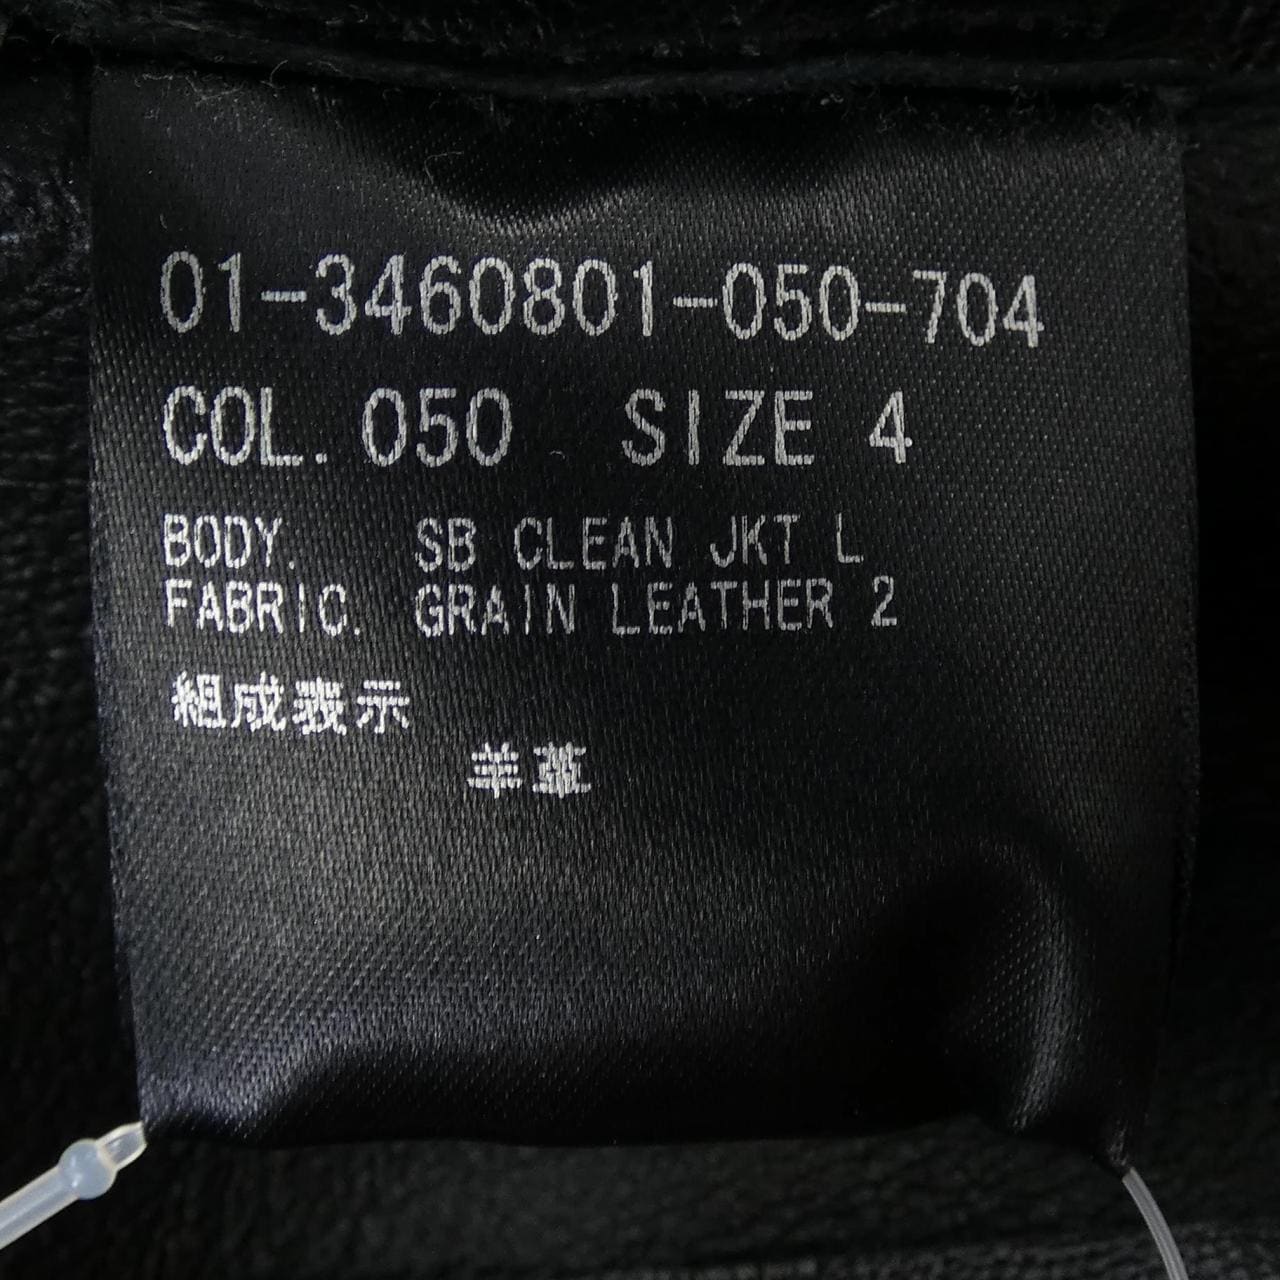 01-3460801-050-704
COL. 050 SIZE 4
BODY. SB CLEAN JKT L
FABRIC. GRAIN LEATHER 2
組成表示
羊革